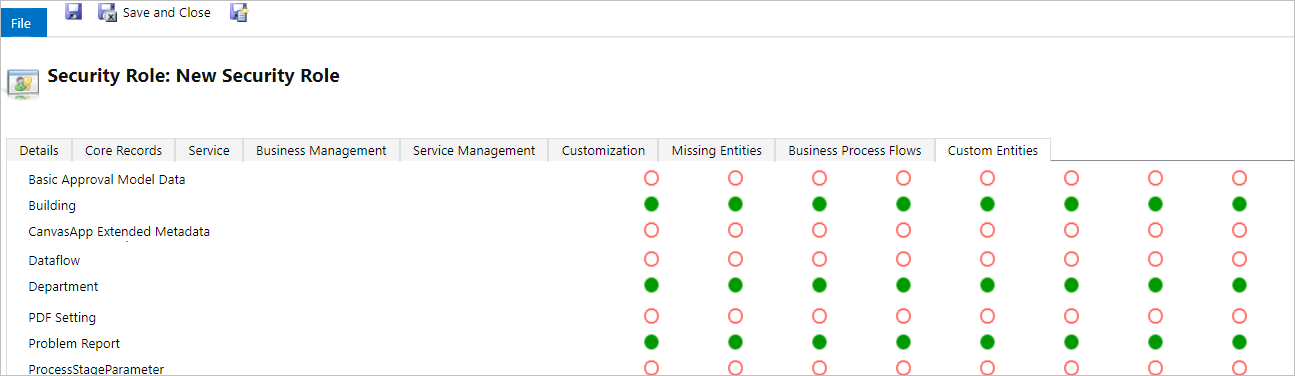 File
Save and Close
Security Role: New Security Role
Details Core Records Service Business Management Service Management Customization Missing Entities Business Process Flows Custom Entities
Basic Approval Model Data
Building
CanvasApp Extended Metadata
Dataflow
Department
PDF Setting
Problem Report
ProcessStageParameter